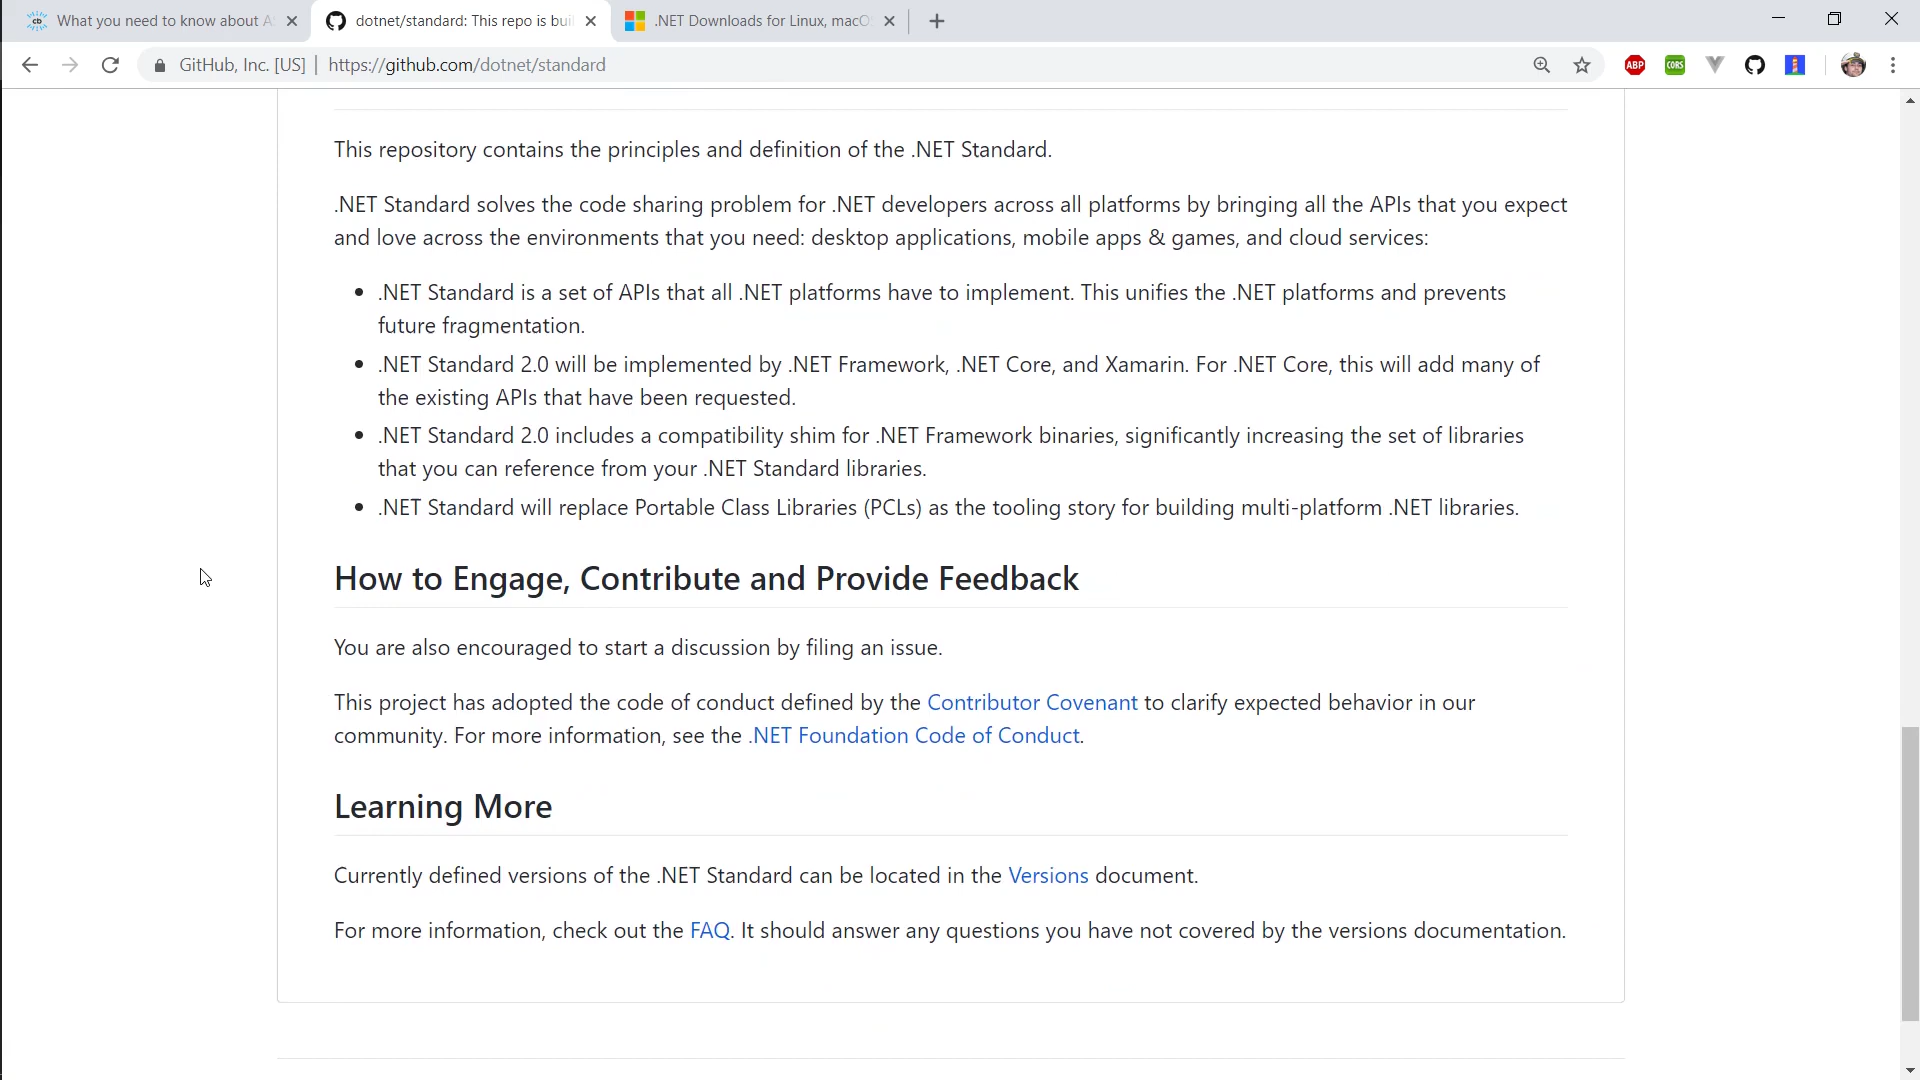 What you need to know about A
dotnet/standard: This repo is bui
.NET Downloads for Linux, macO
GitHub, Inc. [US] | https://github.com/dotnet/standard
ABP
CORS
This repository contains the principles and definition of the .NET Standard.
.NET Standard solves the code sharing problem for .NET developers across all platforms by bringing all the APIs that you expect
and love across the environments that you need: desktop applications, mobile apps & games, and cloud services:
.NET Standard is a set of APIs that all .NET platforms have to implement. This unifies the .NET platforms and prevents
future fragmentation.
.NET Standard 2.0 will be implemented by .NET Framework, .NET Core, and Xamarin. For .NET Core, this will add many of
the existing APIs that have been requested.
.NET Standard 2.0 includes a compatibility shim for .NET Framework binaries, significantly increasing the set of libraries
that you can reference from your .NET Standard libraries.
.NET Standard will replace Portable Class Libraries (PCLs) as the tooling story for building multi-platform .NET libraries.
How to Engage, Contribute and Provide Feedback
You are also encouraged to start a discussion by filing an issue.
This project has adopted the code of conduct defined by the Contributor Covenant to clarify expected behavior in our
community. For more information, see the .NET Foundation Code of Conduct.
Learning More
Currently defined versions of the .NET Standard can be located in the Versions document.
For more information, check out the FAQ. It should answer any questions you have not covered by the versions documentation.